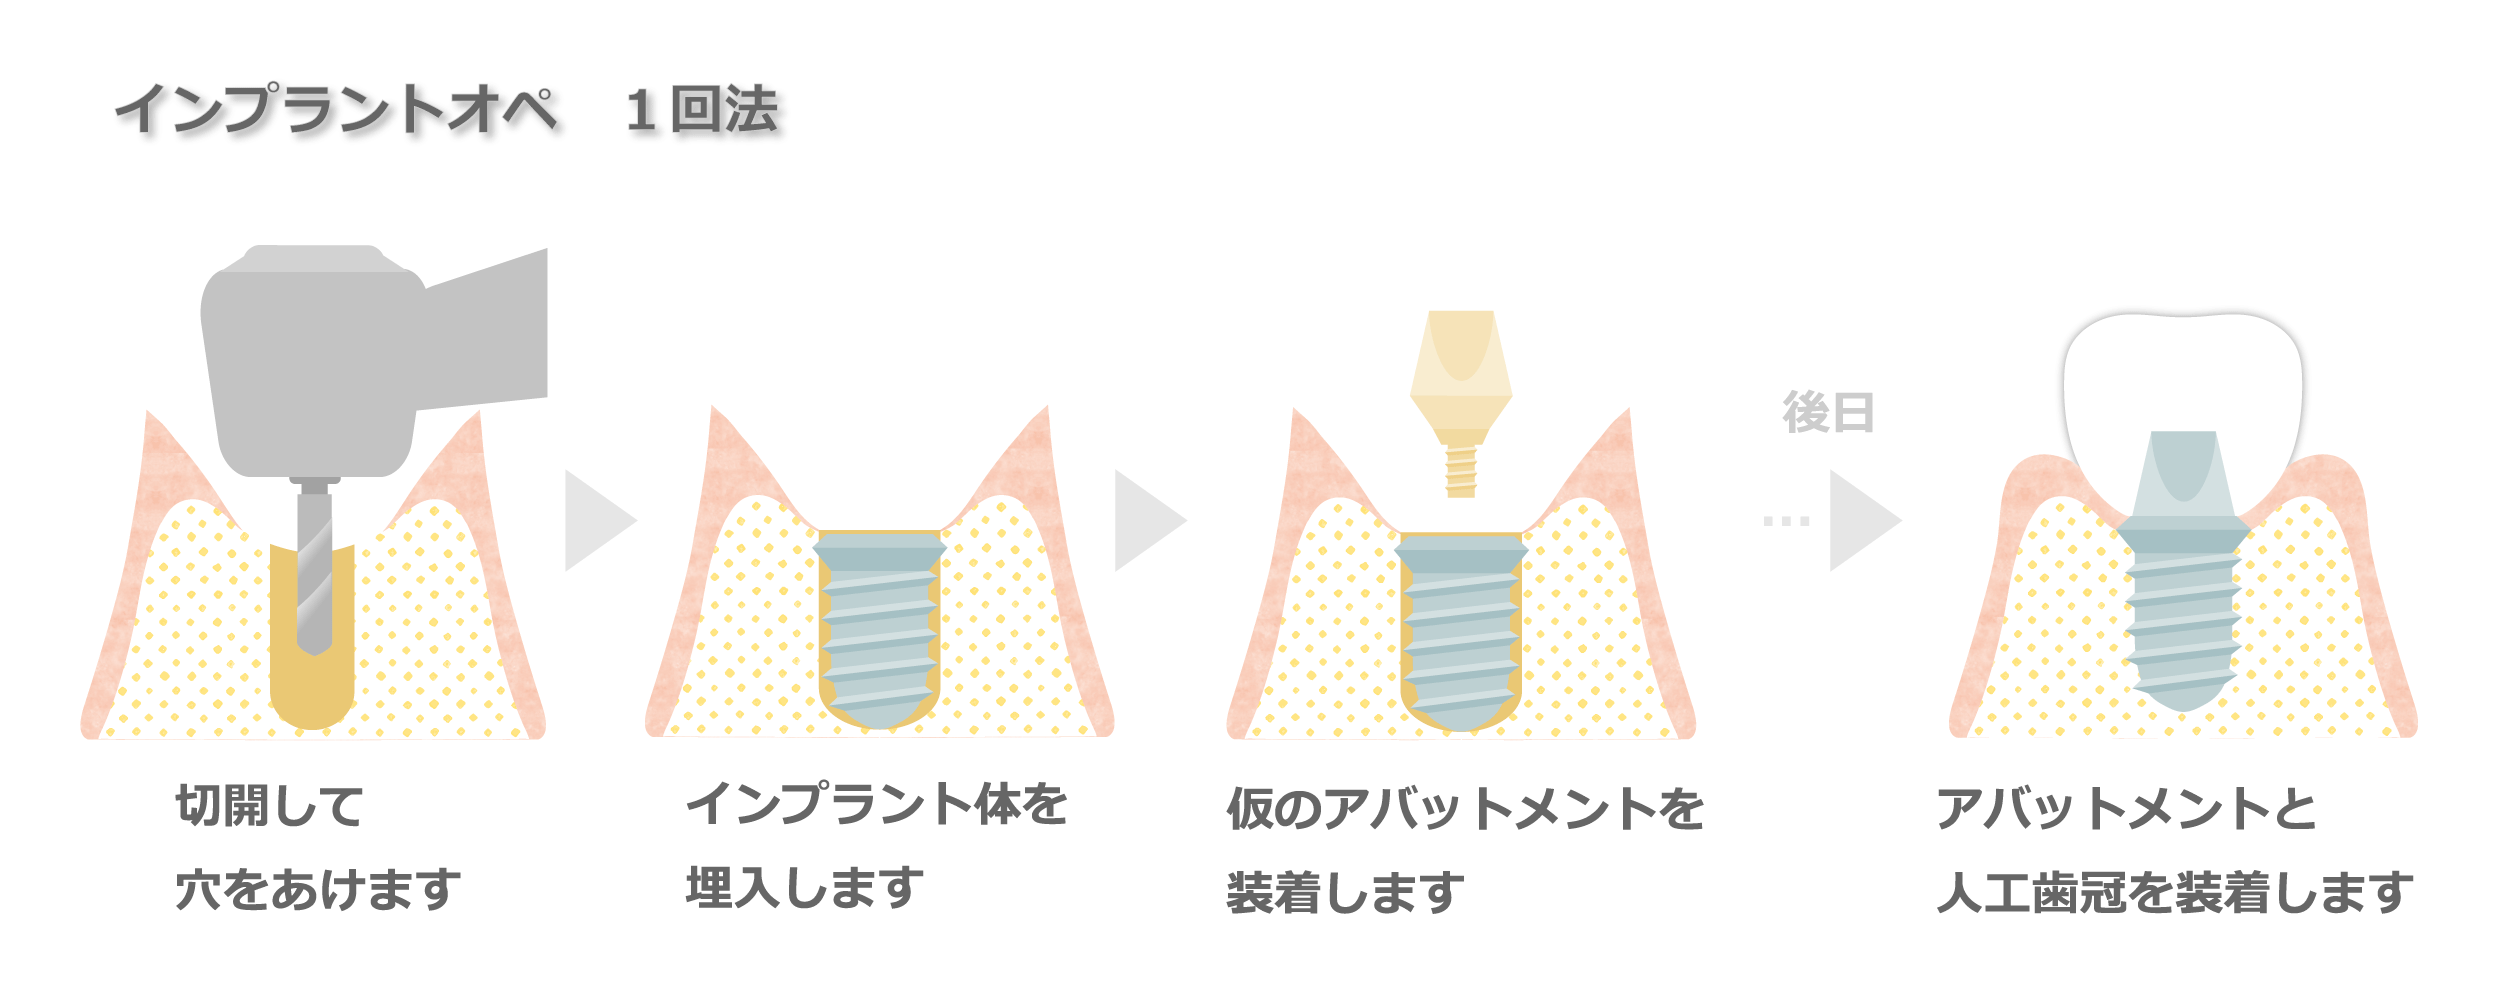 インプラントオペ　１回法
後日
切開して
穴をあけます
インプラント体を
埋入します
仮のアバットメントを
装着します
アバットメントと
人工歯冠を装着します